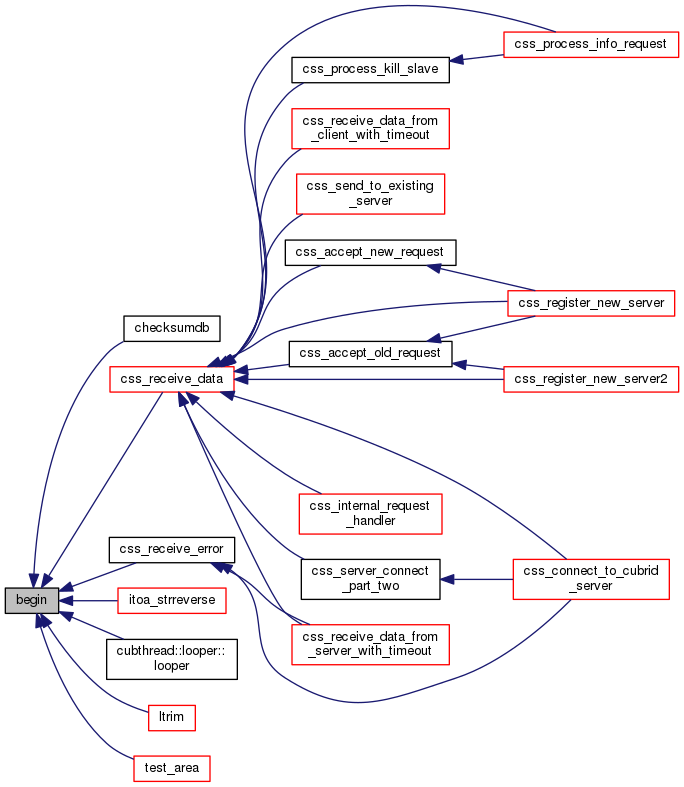 css_process_info_request
css_process_kill_slave
css_receive_data_from
_client_with_timeout
css_send_to_existing
_server
css_accept_new_request
css_register_new_server
checksumdb
css_accept_old_request
css_receive_data
css_register_new_server2
css_internal_request
_handler
css_receive_error
css_server_connect
_part_two
css_connect_to_cubrid
_server
begin
itoa_strreverse
css_receive_data_from
_server_with_timeout
cubthread::looper::
looper
ltrim
test_area